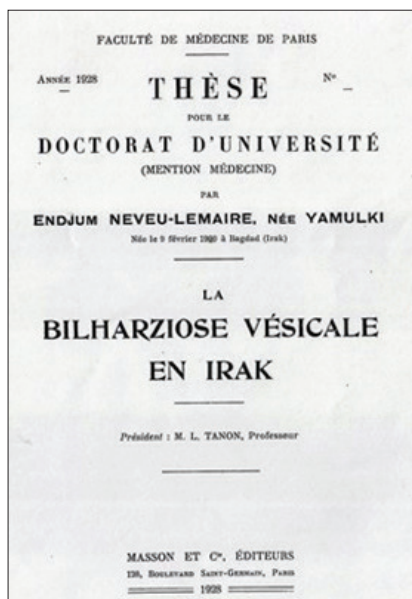 FACULTÉ DE MÉDECINE DE PARIS
ANNÉE 1928 N°
THÈSE
POUR LE
DOCTORAT D'UNIVERSITÉ
(MENTION MÉDECINE)
PAR
ENDJUM NEVEU-LEMAIRE, NÉE YAMULKI
Née le 9 février à Bagdad (Irak)
LA
BILHARZIOSE VÉSICALE
EN IRAK
Président : M. L. TANON, Professeur
MASSON ET Cie, ÉDITEURS
120, BOULEVARD SAINT-GERMAIN, PARIS
1928